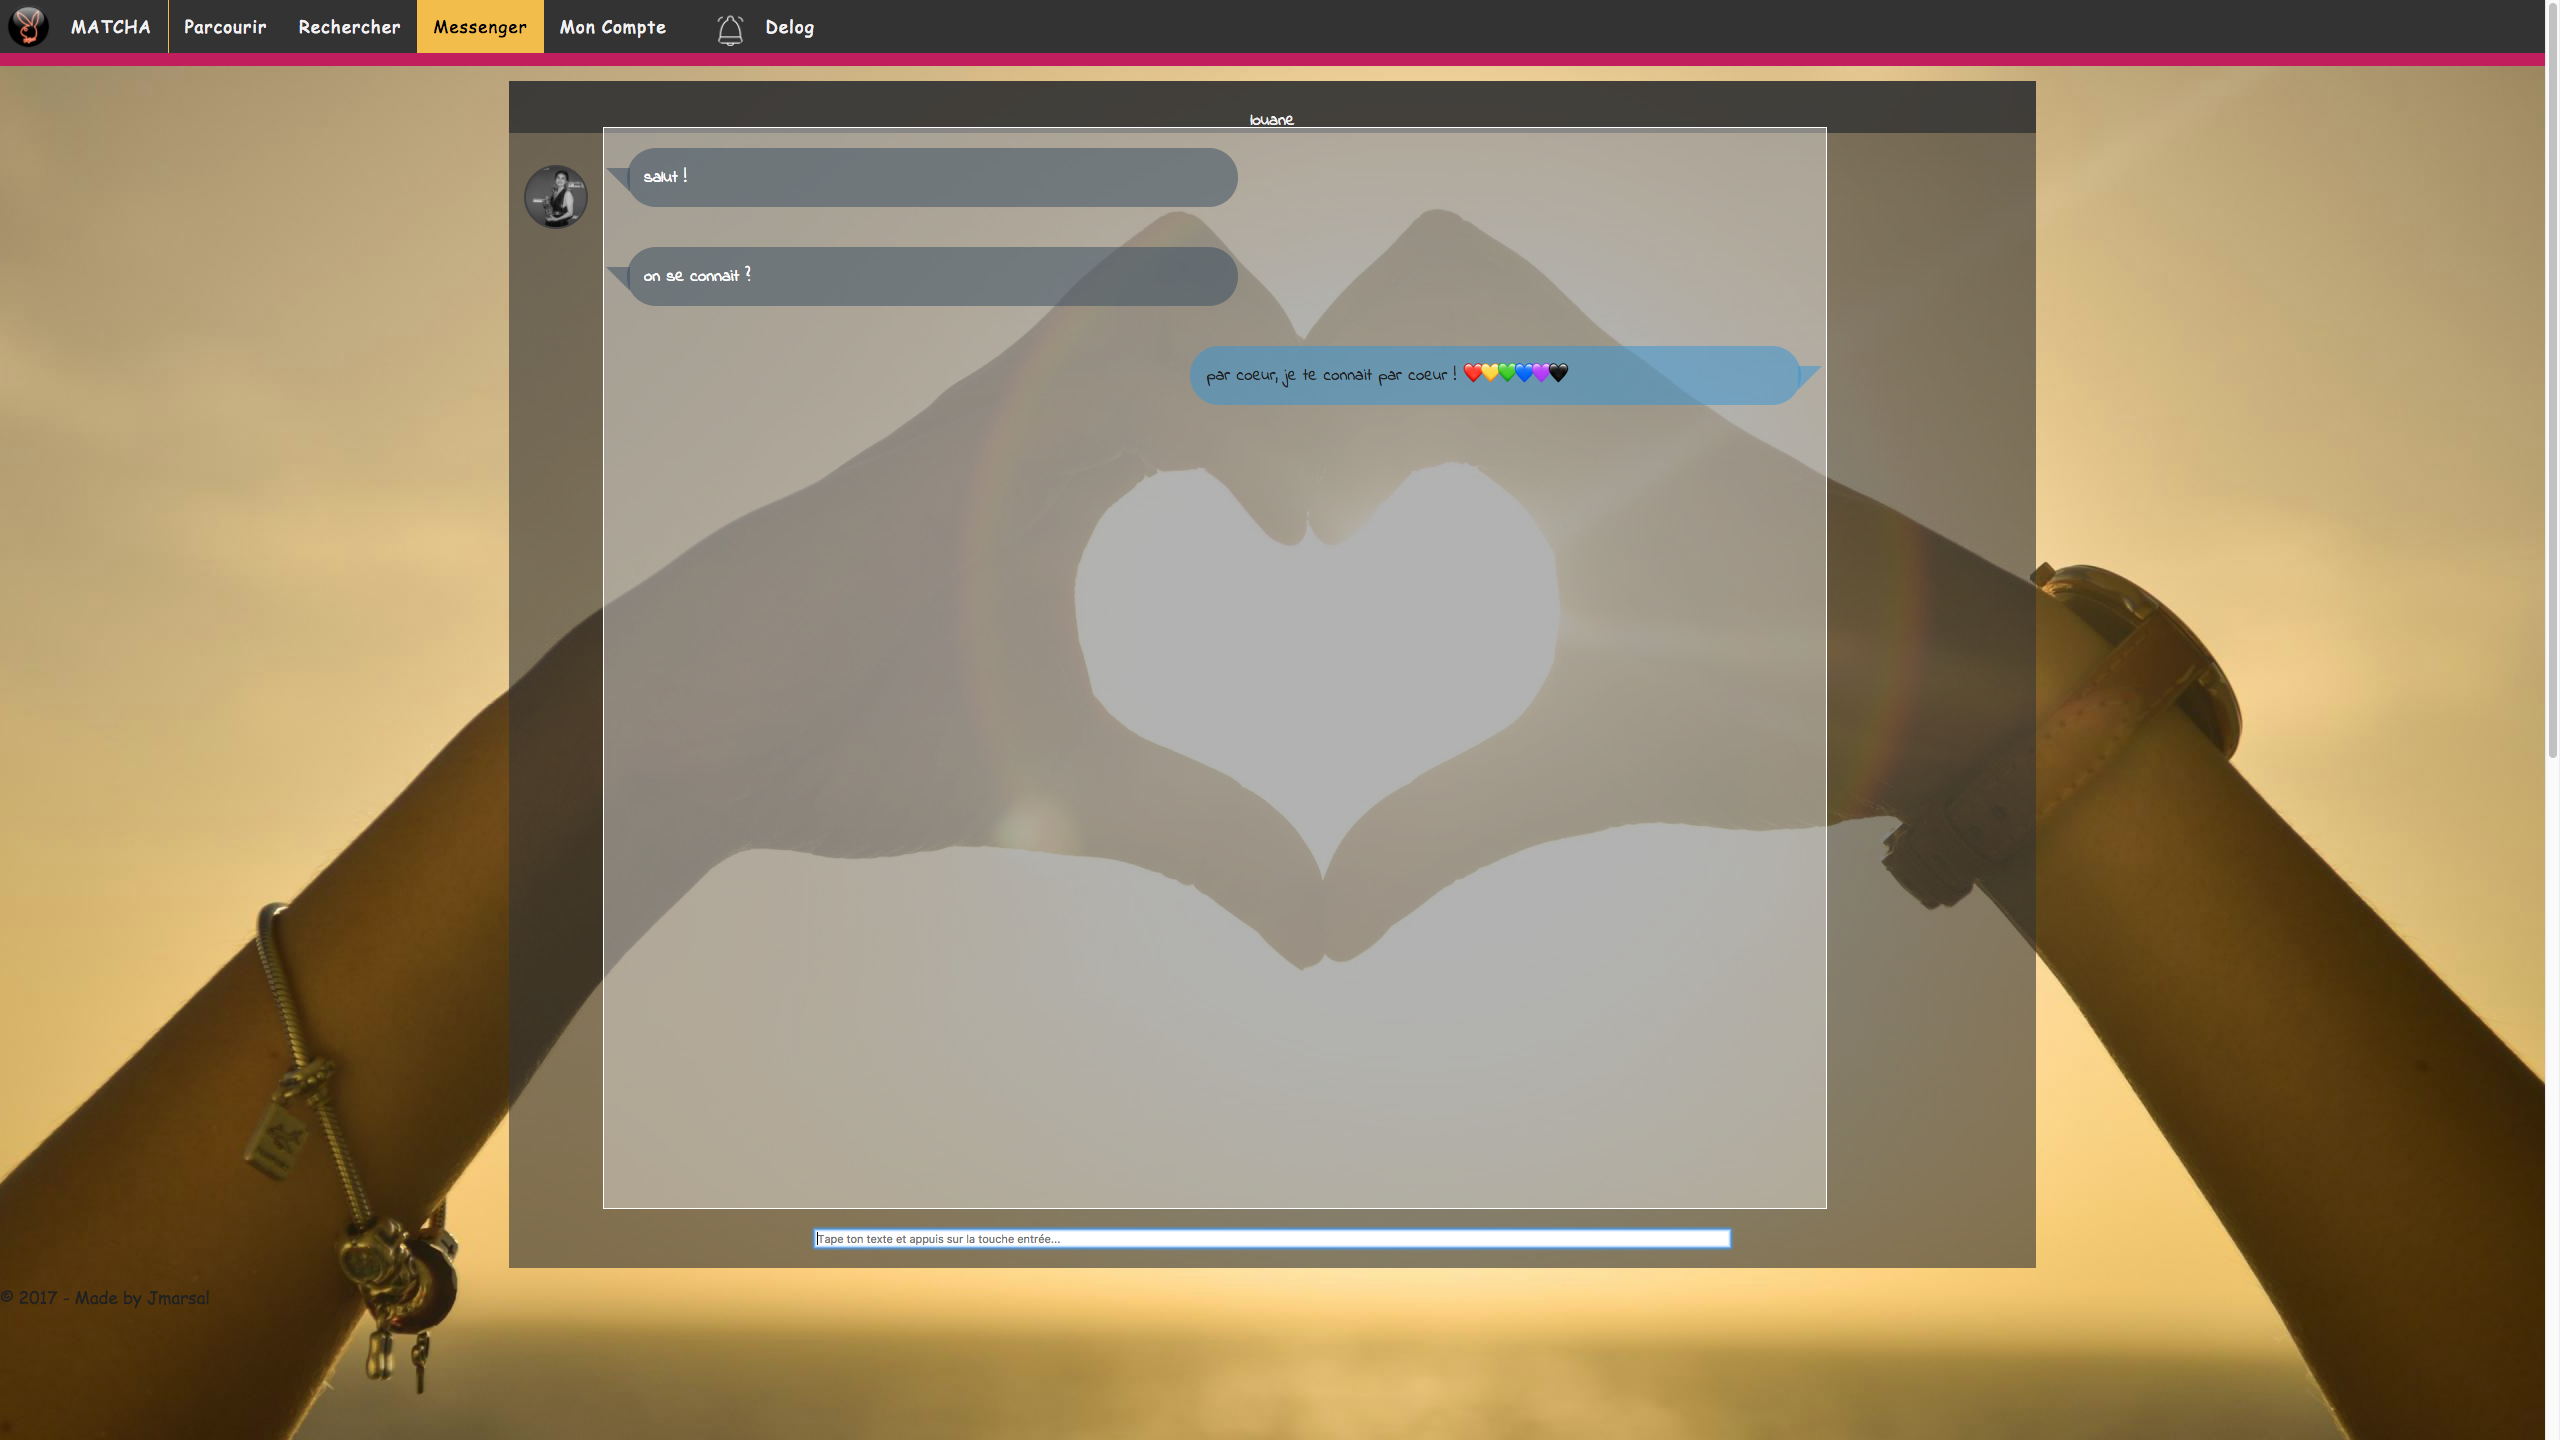 MATCHA Parcourir Rechercher Messenger Mon Compte Delog
louane
salut !
on se connait ?
par coeur, je te connait par coeur ! ❤️💛💚💙💜🖤
Tape ton texte et appuis sur la touche entrée...
© 2017 - Made by Jmarsal